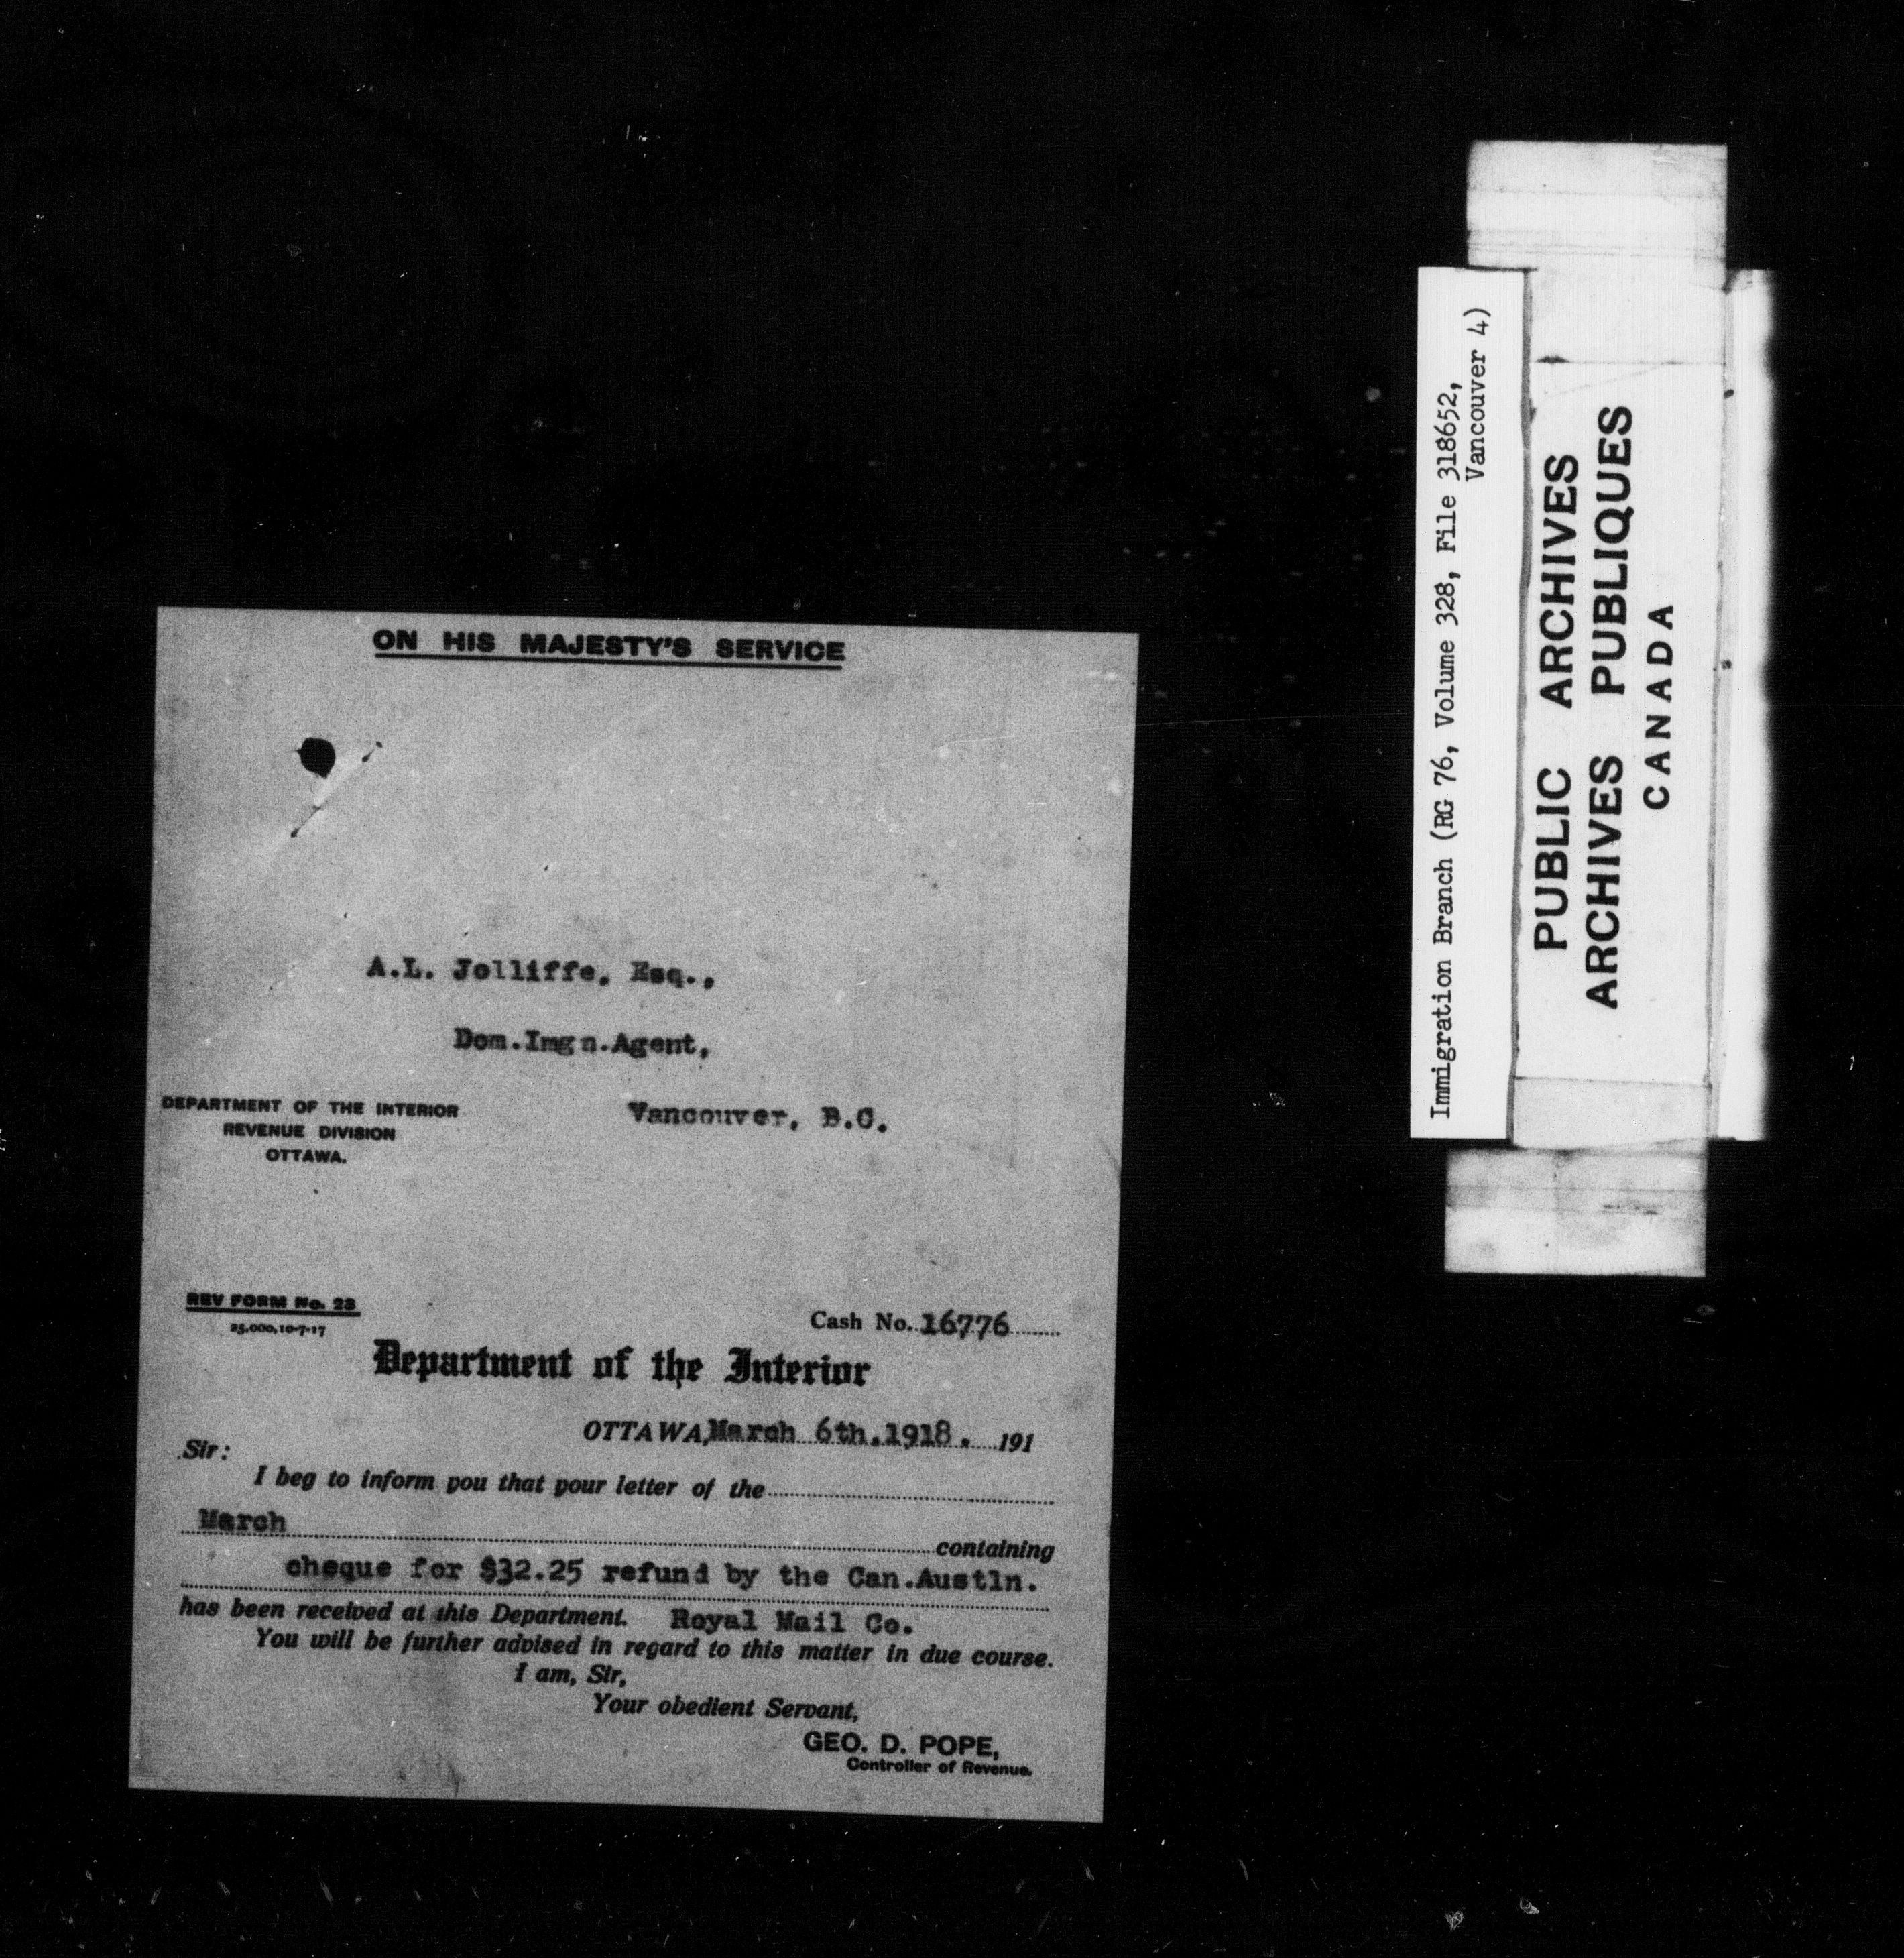 ON HIS MAJESTY'S SERVICE
A.L. Jolliffe, Esq.,
Dom.Imgn.Agent,
Vancouver, B.C.
DEPARTMENT OF THE INTERIOR
REVENUE DIVISION
OTTAWA.
REV FORM No. 23
25,000,10-7-17
Cash No. 16776
Department of the Interior
OTTAWA, March 6th.1918. 191
Sir:
I beg to inform you that your letter of the
March
containing
cheque for $32.25 refund by the Can.Austln.
has been received at this Department. Royal Mail Co.
You will be further advised in regard to this matter in due course.
I am, Sir,
Your obedient Servant,
GEO. D. POPE,
Controller of Revenue.
Immigration Branch (RG 76, Volume 328, File 318652,
Vancouver 4)
PUBLIC ARCHIVES
ARCHIVES PUBLIQUES
CANADA